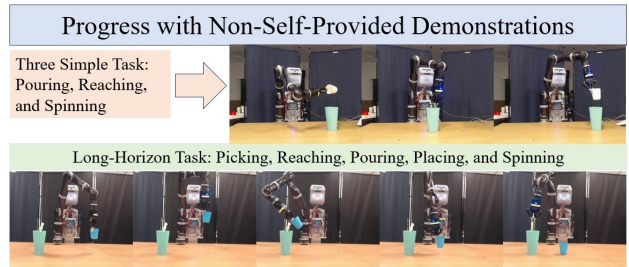 Progress with Non-Self-Provided Demonstrations
Three Simple Task:
Pouring, Reaching,
and Spinning
Long-Horizon Task: Picking, Reaching, Pouring, Placing, and Spinning